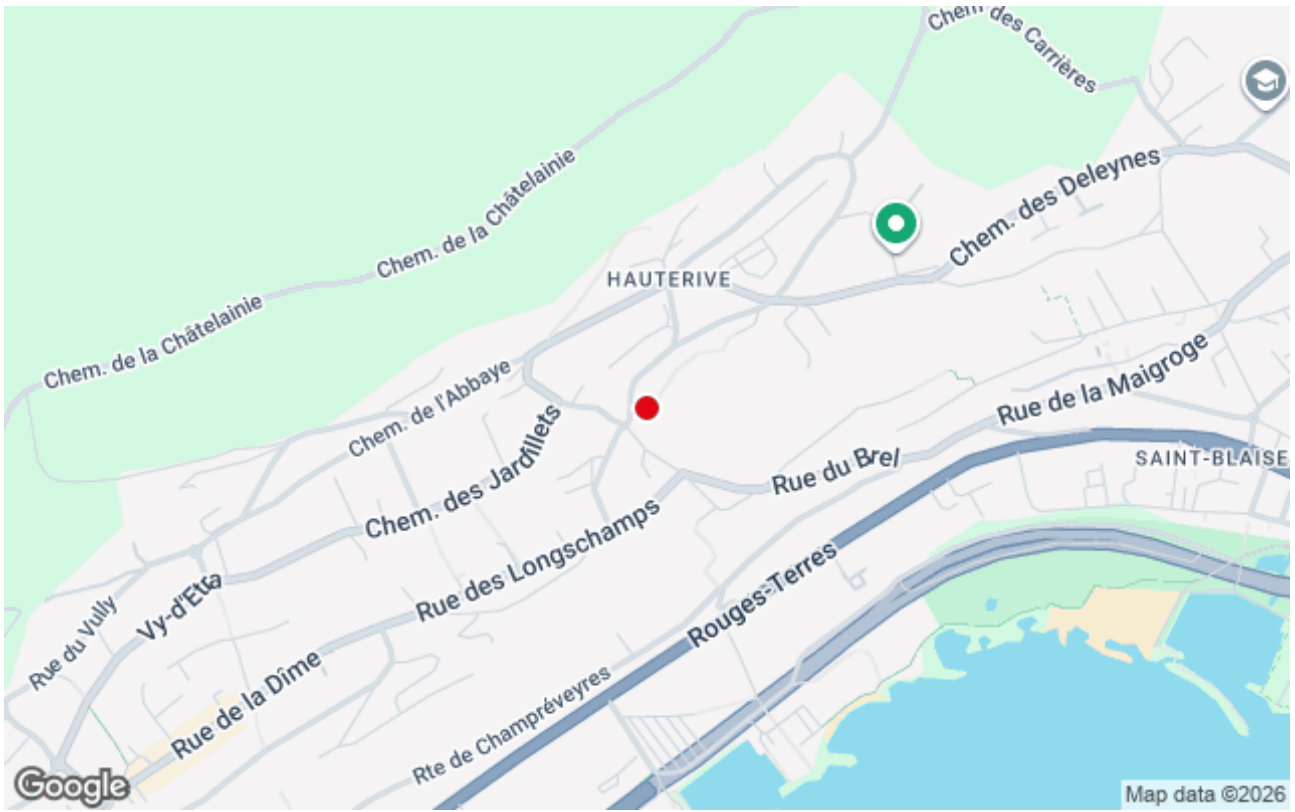 Chem. des Carrières
Chem. des Deleynes
Chem. de la Châtelainie
HAUTERIVE
Chem. de la Châtelainie
Chem. de l'Abbaye
Rue de la Maigroge
Chem. des Jardillets
Rue du Brel
SAINT-BLAISE
Rue des Longschamps
Rouges-Terres
Vy-d'Etra
Rue du Vully
Rue de la Dîme
Rte de Champréveyres
Google
Map data ©2026